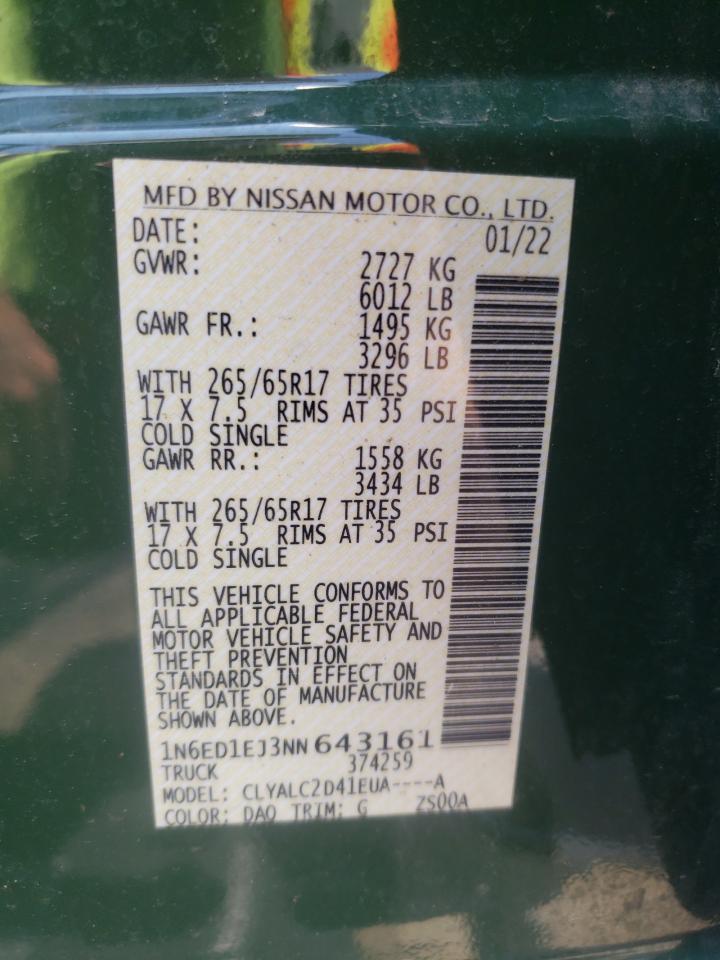 MFD BY NISSAN MOTOR CO., LTD.
DATE: 01/22
GVWR: 2727 KG
6012 LB
GAWR FR.: 1495 KG
3296 LB
WITH 265/65R17 TIRES
17 X 7.5 RIMS AT 35 PSI
COLD SINGLE
GAWR RR.: 1558 KG
3434 LB
WITH 265/65R17 TIRES
17 X 7.5 RIMS AT 35 PSI
COLD SINGLE
THIS VEHICLE CONFORMS TO
ALL APPLICABLE FEDERAL
MOTOR VEHICLE SAFETY AND
THEFT PREVENTION
STANDARDS IN EFFECT ON
THE DATE OF MANUFACTURE
SHOWN ABOVE.
1N6ED1EJ3NN 643161
TRUCK 374259
MODEL: CLYALC2D41EUA----A
COLOR: DAQ TRIM: G ZS00A